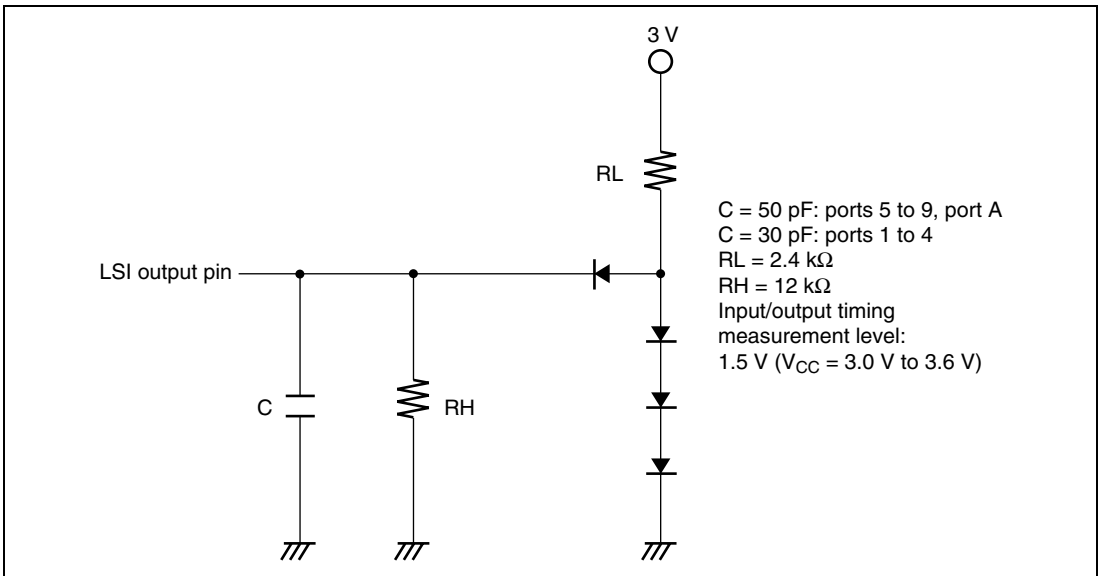 3 V
RL
C = 50 pF: ports 5 to 9, port A
C = 30 pF: ports 1 to 4
RL = 2.4 kΩ
RH = 12 kΩ
Input/output timing
measurement level:
1.5 V (VCC = 3.0 V to 3.6 V)
LSI output pin
C
RH